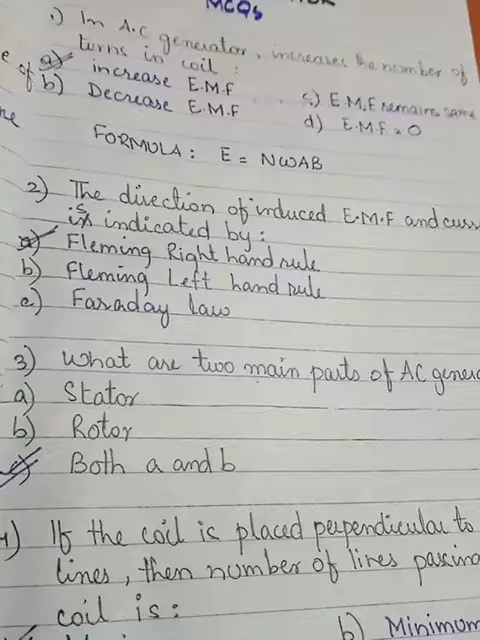 MCQs
1) In A.C generator, increases the number of
turns in coil:
a) increase E.M.F
c) E.M.F remains same
of b) Decrease E.M.F
d) E.M.F = 0
FORMULA: E = NWAB
2) The direction of induced E.M.F and curr
is indicated by:
a) Fleming Right hand rule
b) Fleming Left hand rule
c) Faraday law
3) What are two main parts of AC gener
a) Stator
b) Rotor
c) Both a and b
4) If the coil is placed perpendicular to
lines, then number of lines passing
coil is:
b) Minimum